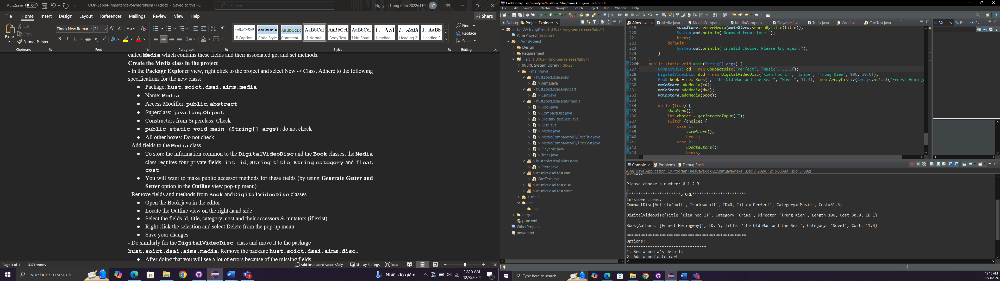 AutoSave Off OOP-Lab04-InheritancePolymorphism (1).docx - Saved to this PC Search Nguyen Trung Kien 20226110 NT
File Home Insert Design Layout References Mailings Review View Help Share
Paste Cut Copy Format Painter Clipboard
Times New Roman 24 Font
Paragraph
¶ Caption Code Style Comment... ¶ Normal Body Text ¶ No Spac... Heading 1 Heading 2 Heading 3 Styles
Find Replace Select Editing
called Media which contains these fields and their associated get and set methods.
Create the Media class in the project
- In the Package Explorer view, right click to the project and select New -> Class. Adhere to the following
specifications for the new class:
● Package: hust.soict.dsai.aims.media
● Name: Media
● Access Modifier: public, abstract
● Superclass: java.lang.Object
● Constructors from Superclass: Check
● public static void main (String[] args): do not check
● All other boxes: Do not check
- Add fields to the Media class
● To store the information common to the DigitalVideoDisc and the Book classes, the Media
class requires four private fields: int id, String title, String category and float
cost
● You will want to make public accessor methods for these fields (by using Generate Getter and
Setter option in the Outline view pop-up menu)
- Remove fields and methods from Book and DigitalVideoDisc classes
● Open the Book.java in the editor
● Locate the Outline view on the right-hand side
● Select the fields id, title, category, cost and their accessors & mutators (if exist)
● Right click the selection and select Delete from the pop-up menu
● Save your changes
- Do similarly for the DigitalVideoDisc class and move it to the package
hust.soict.dsai.aims.media. Remove the package hust.soict.dsai.aims.disc.
● After doing that you will see a lot of errors because of the missing fields
Page 4 of 11 3371 words Add-ins loaded successfully Display Settings Focus 110%
Type here to search Nhiệt độ giảm 12:15 AM
12/3/2024
CodeLibrary - src/main/java/hust/soict/dsai/aims/Aims.java - Eclipse IDE
File Edit Source Refactor Navigate Search Project Run Window Help
Debug Project Explorer
> IT3103-TrungKien [IT3103-TrungKien release/lab04]
AimsProject (in Aims)
> AimsProject
Design
Requirement
> src [IT3103-TrungKien release/lab04]
JRE System Library [jdk-22]
> main/java
> hust.soict.dsai.aims
> Aims.java
> hust.soict.dsai.aims.cart
> Cart.java
> hust.soict.dsai.aims.media
> Book.java
> CompactDisc.java
> DigitalVideoDisc.java
> Disc.java
> Media.java
> MediaComparatorByCostTitle.java
> MediaComparatorByTitleCost.java
> Playable.java
> Track.java
> hust.soict.dsai.aims.store
> Store.java
hust.soict.dsai.test.cart
CartTest.java
hust.soict.dsai.test.disc
hust.soict.dsai.test.store
> main
test
java
target
pom.xml
OtherProjects
answer.txt
Aims.java Media.java MediaCompara... MediaCompara... Playable.java Track.java Cart.java CartTest.java Va... Br... Ex...
219 mainStore.removeMedia(mainStore.searchByTitle(title));
220 System.out.println("Removed from store.");
221 break;
222 default:
223 System.out.println("Invalid choice. Please try again.");
224 }
225 }
226 public static void main(String[] args) {
227 CompactDisc cd = new CompactDisc("Perfect", "Music", 51.5f);
228 DigitalVideoDisc dvd = new DigitalVideoDisc("Kien hoc IT", "Crime", "Trung Kien", 106, 30.0f);
229 Book book = new Book(5, "The Old Man and the Sea ", "Novel", 11.4f, new ArrayList<>(Arrays.asList("Ernest Heming
230 mainStore.addMedia(cd);
231 mainStore.addMedia(dvd);
232 mainStore.addMedia(book);
233
234 while (true) {
235 showMenu();
236 int choice = getIntegerInput("");
237 switch (choice) {
238 case 1:
239 viewStore();
240 break;
241 case 2:
242 updateStore();
243 break;
Console Problems Debug Shell
Aims [Java Application] C:\Program Files\Java\jdk-22\bin\javaw.exe (Dec 3, 2024, 12:15:33 AM) [pid: 31392]
0. Exit
--------------------------------
Please choose a number: 0-1-2-3
1
***********************STORE***********************
In-store items:
CompactDisc{Artist='null', Tracks=null', ID=0, Title='Perfect', Category='Music', Cost=51.5}
DigitalVideoDisc{Title='Kien hoc IT', Category='Crime', Director='Trung Kien', Length=106, Cost=30.0, ID=1}
Book{Authors: [Ernest Hemingway]', ID: 5, Title: 'The Old Man and the Sea ', Category: 'Novel', Cost: 11.4}
***************************************************
Options:
----------------------------------
1. See a media’s details
2. Add a media to cart
Type here to search 12:15 AM
12/3/2024